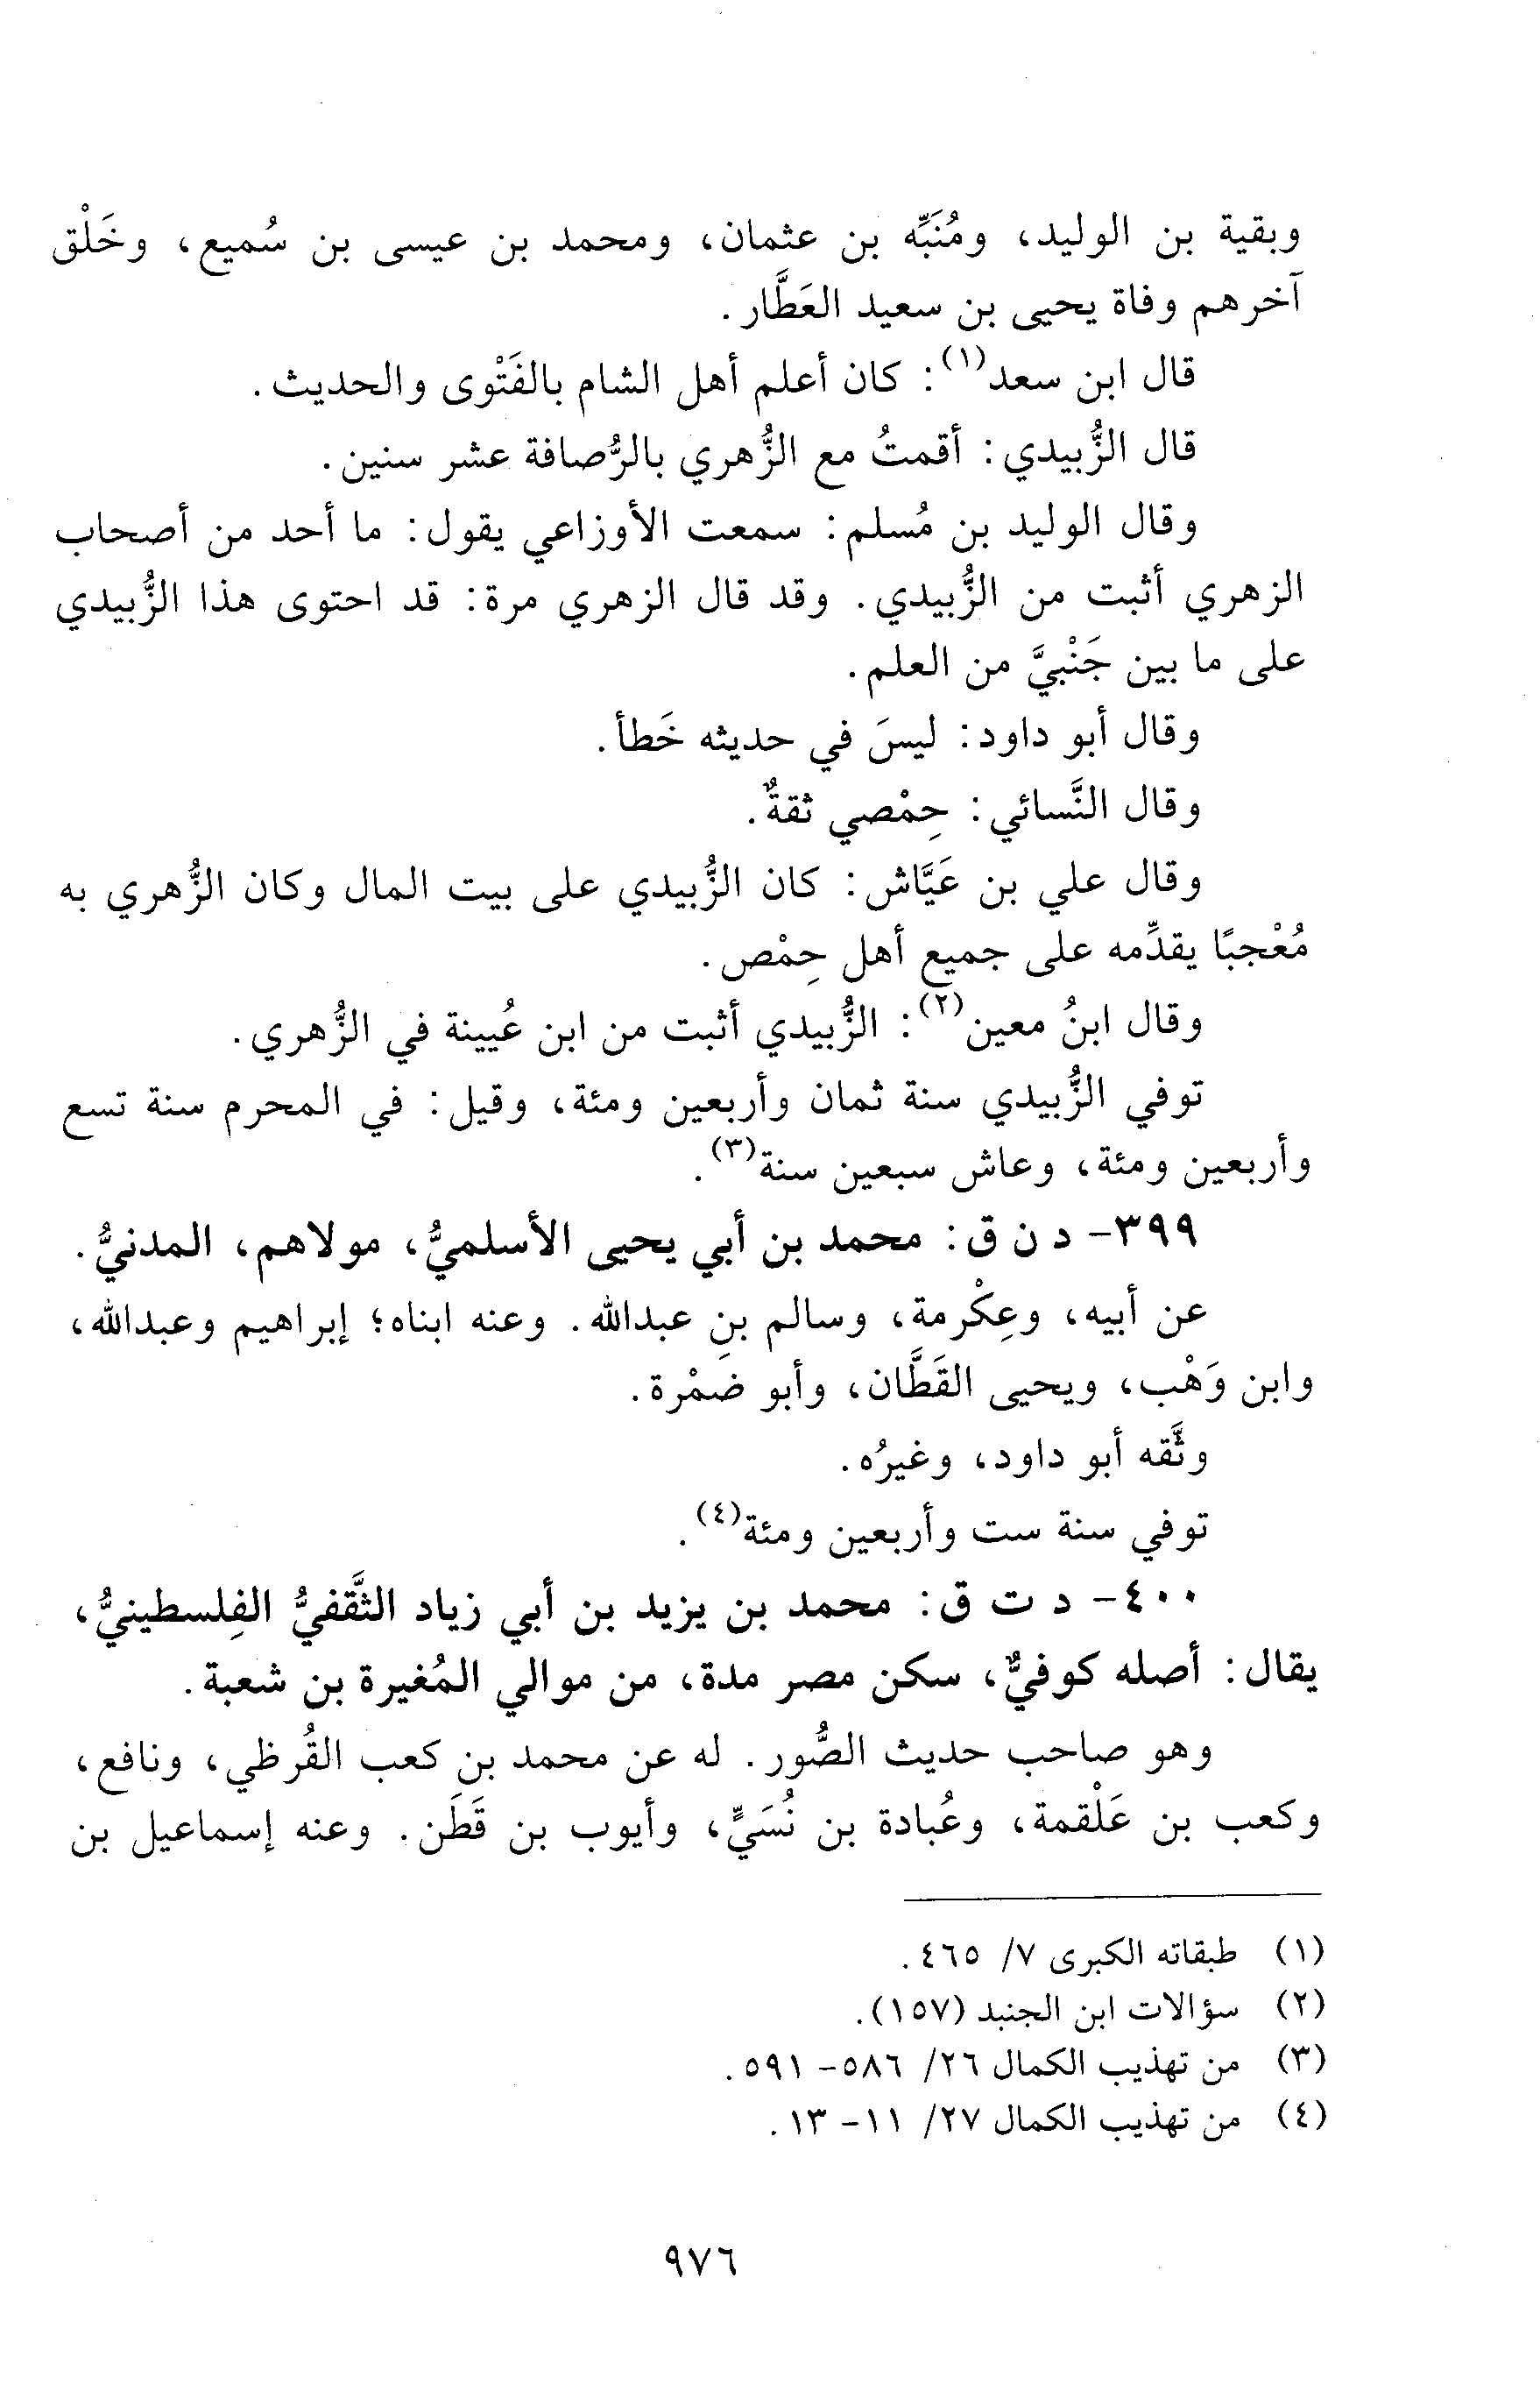 وبقية بن الوليد، ومُنَبِّه بن عثمان، ومحمد بن عيسى بن سُميع، وخَلْق
آخرهم وفاة يحيى بن سعيد العَطَّار.
قال ابن سعد(١): كان أعلم أهل الشام بالفَتْوى والحديث.
قال الزُّبيدي: أقمتُ مع الزُّهري بالرُّصافة عشر سنين.
وقال الوليد بن مُسلم: سمعت الأوزاعي يقول: ما أحد من أصحاب
الزهري أثبت من الزُّبيدي. وقد قال الزهري مرة: قد احتوى هذا الزُّبيدي
على ما بين جَنْبيَّ من العلم.
وقال أبو داود: ليسَ في حديثه خَطأ.
وقال النَّسائي: حِمْصي ثقةٌ.
وقال علي بن عَيَّاش: كان الزُّبيدي على بيت المال وكان الزُّهري به
مُعْجبًا يقدِّمه على جميع أهل حِمْص.
وقال ابنُ معين(٢): الزُّبيدي أثبت من ابن عُيينة في الزُّهري.
توفي الزُّبيدي سنة ثمان وأربعين ومئة، وقيل: في المحرم سنة تسع
وأربعين ومئة، وعاش سبعين سنة(٣).
٣٩٩- د ن ق: محمد بن أبي يحيى الأسلميُّ، مولاهم، المدنيُّ.
عن أبيه، وعِكْرمة، وسالم بنِ عبدالله. وعنه ابناه؛ إبراهيم وعبدالله،
وابن وَهْب، ويحيى القَطَّان، وأبو ضَمْرة.
وثَّقه أبو داود، وغيرُه.
توفي سنة ست وأربعين ومئة(٤).
٤٠٠- د ت ق: محمد بن يزيد بن أبي زياد الثَّقفيُّ الفِلسطينيُّ،
يقال: أصله كوفيٌّ، سكن مصر مدة، من موالي المُغيرة بن شعبة.
وهو صاحب حديث الصُّور. له عن محمد بن كعب القُرظي، ونافع،
وكعب بن عَلْقمة، وعُبادة بن نُسَيٍّ، وأيوب بن قَطَن. وعنه إسماعيل بن
(١) طبقاته الكبرى ٧/ ٤٦٥.
(٢) سؤالات ابن الجنيد (١٥٧).
(٣) من تهذيب الكمال ٢٦/ ٥٨٦- ٥٩١.
(٤) من تهذيب الكمال ٢٧/ ١١- ١٣.
٩٧٦